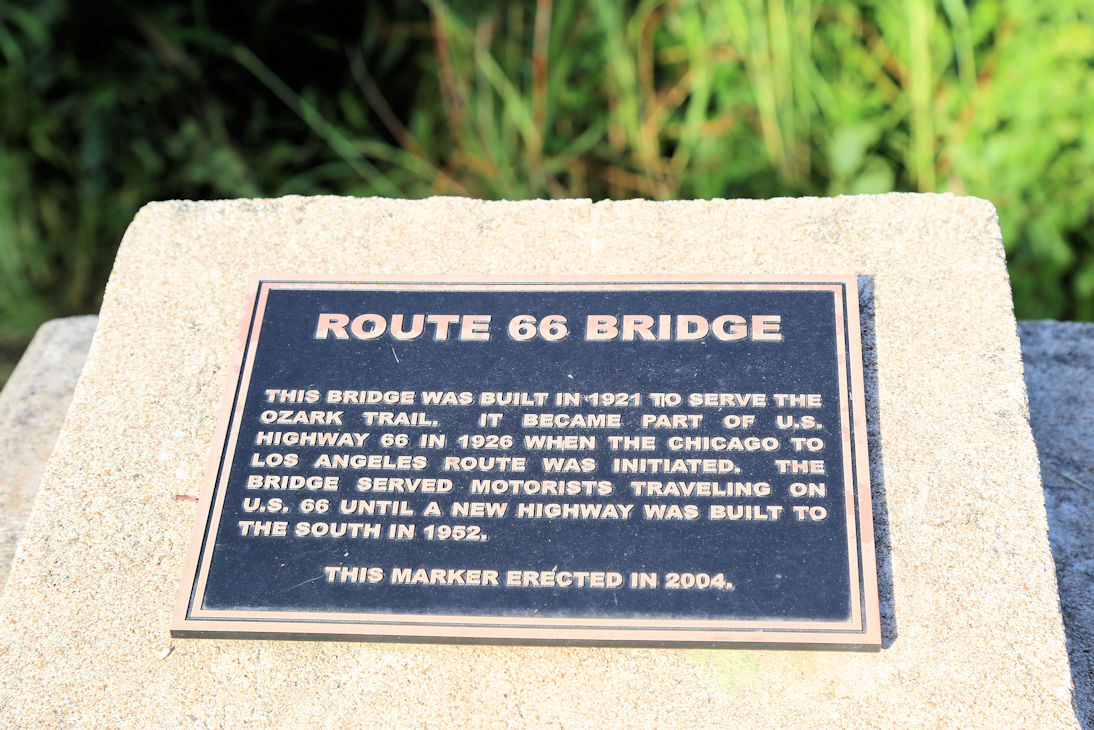 ROUTE 66 BRIDGE
THIS BRIDGE WAS BUILT IN 1921 TO SERVE THE
OZARK TRAIL. IT BECAME PART OF U.S.
HIGHWAY 66 IN 1926 WHEN THE CHICAGO TO
LOS ANGELES ROUTE WAS INITIATED. THE
BRIDGE SERVED MOTORISTS TRAVELING ON
U.S. 66 UNTIL A NEW HIGHWAY WAS BUILT TO
THE SOUTH IN 1952.
THIS MARKER ERECTED IN 2004.